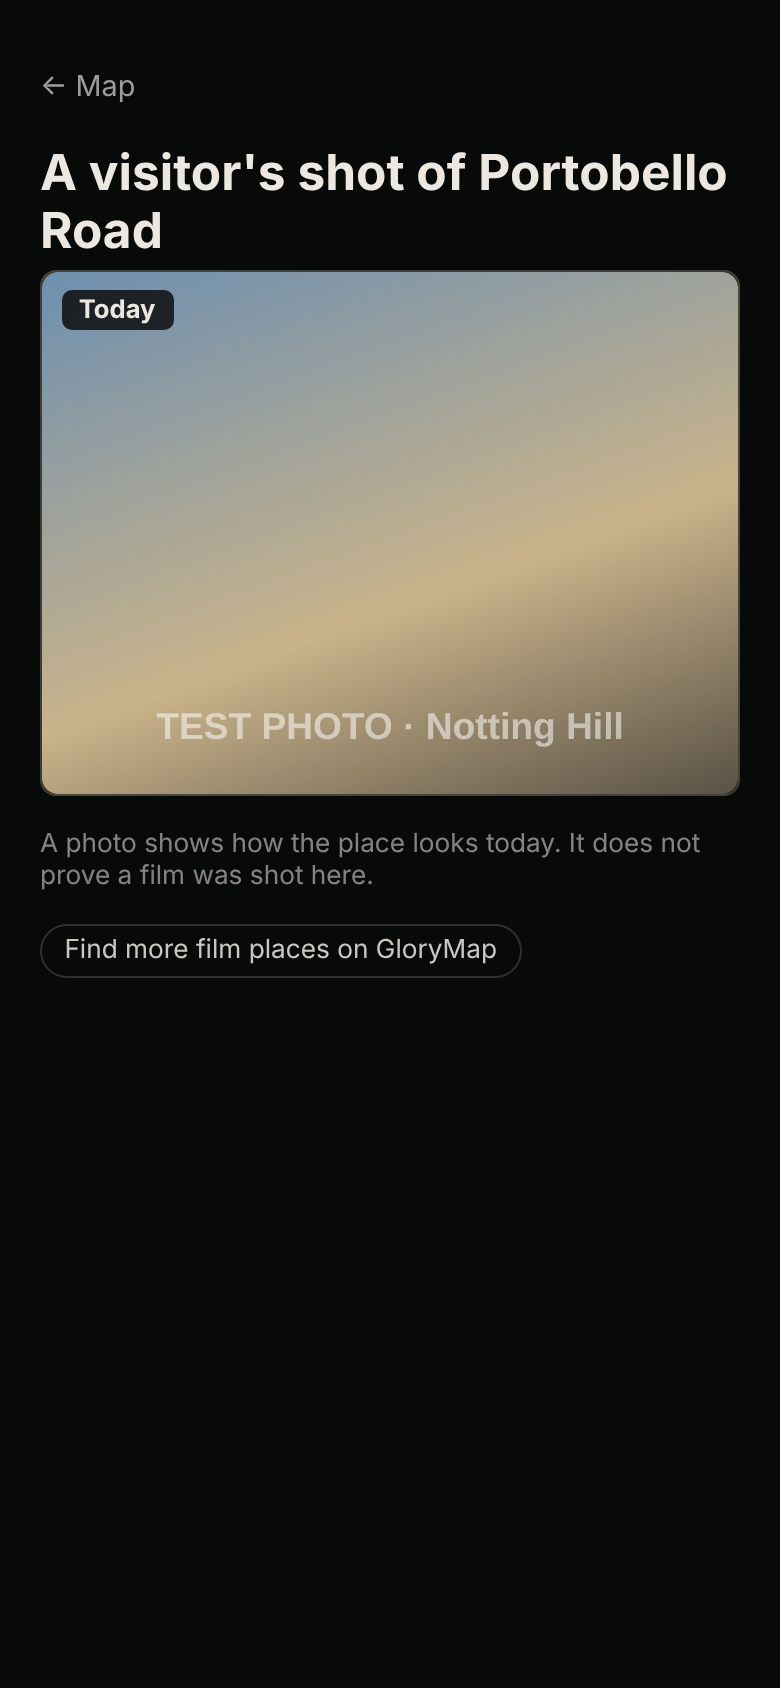 ← Map
A visitor's shot of Portobello
Road
Today
TEST PHOTO · Notting Hill
A photo shows how the place looks today. It does not
prove a film was shot here.
Find more film places on GloryMap